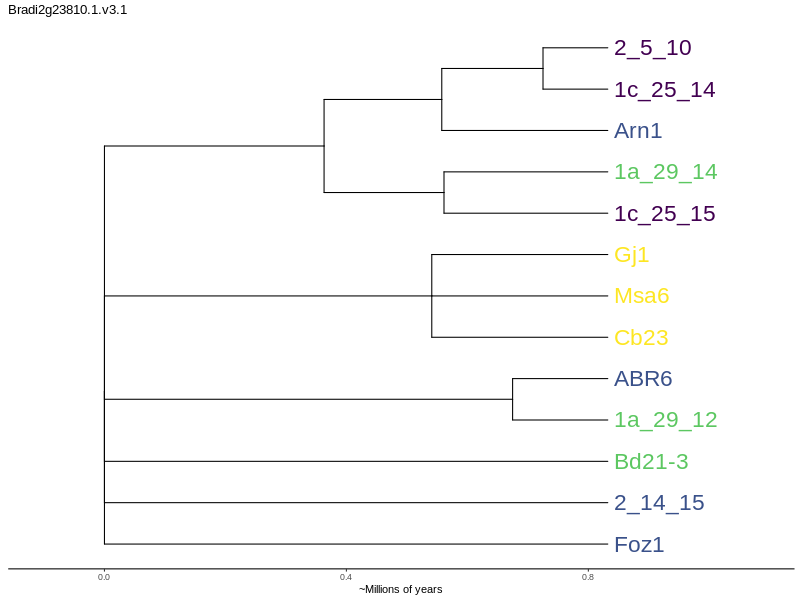 Bradi2g23810.1.v3.1
2_5_10
1c_25_14
Arn1
1a_29_14
1c_25_15
Gj1
Msa6
Cb23
ABR6
1a_29_12
Bd21-3
2_14_15
Foz1
0.0 0.4 0.8
~Millions of years